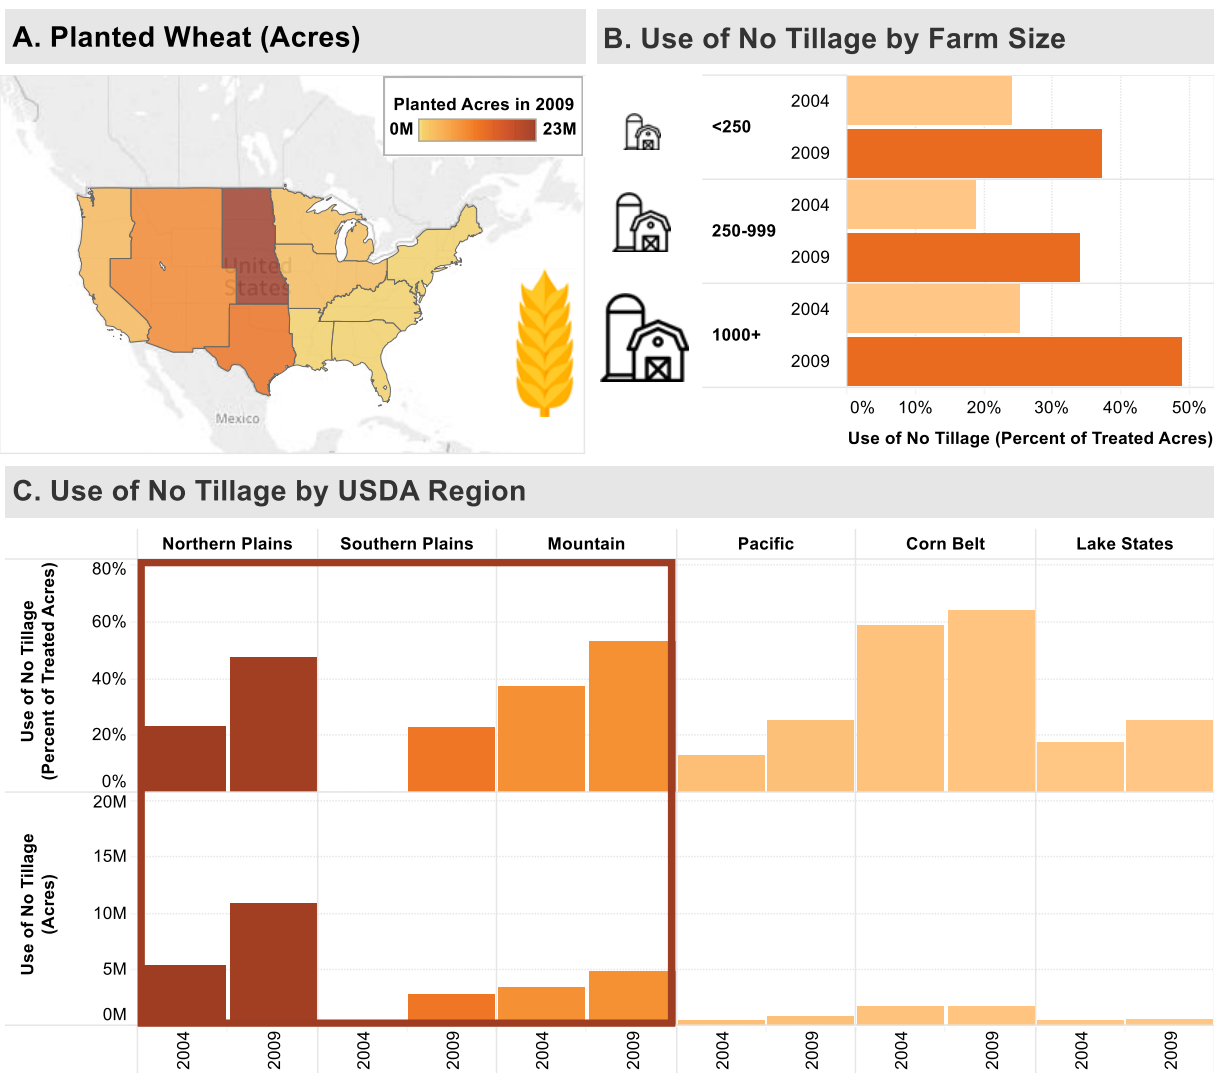 A. Planted Wheat (Acres)
Planted Acres in 2009
0M 23M
United
States
Mexico
B. Use of No Tillage by Farm Size
<250
2004
2009
250-999
2004
2009
1000+
2004
2009
0% 10% 20% 30% 40% 50%
Use of No Tillage (Percent of Treated Acres)
C. Use of No Tillage by USDA Region
Northern Plains Southern Plains Mountain Pacific Corn Belt Lake States
Use of No Tillage
(Percent of Treated Acres)
80%
60%
40%
20%
0%
Use of No Tillage
(Acres)
20M
15M
10M
5M
0M
2004 2009 2004 2009 2004 2009 2004 2009 2004 2009 2004 2009